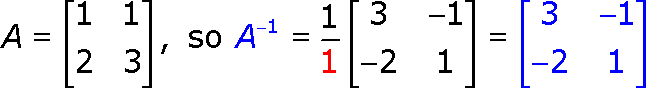 A = [1 1; 2 3], so A⁻¹ = 1/1 [3 −1; −2 1] = [3 −1; −2 1]